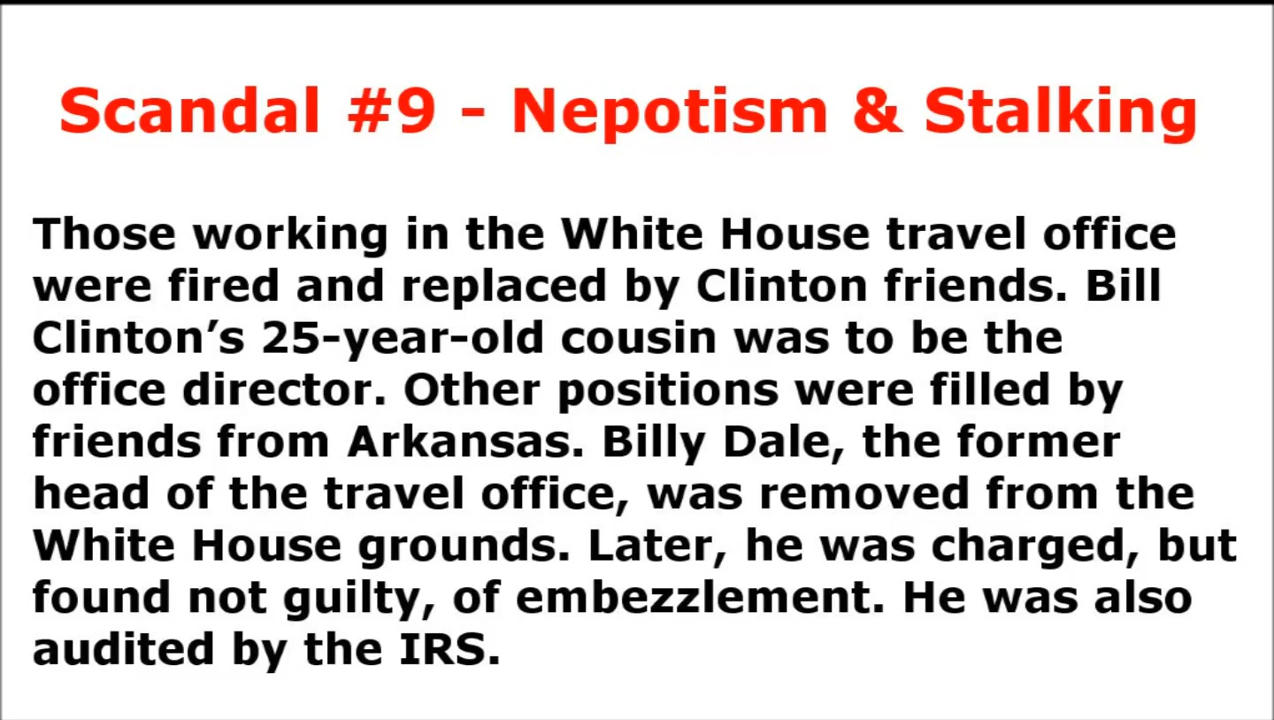 Scandal #9 - Nepotism & Stalking
Those working in the White House travel office
were fired and replaced by Clinton friends. Bill
Clinton’s 25-year-old cousin was to be the
office director. Other positions were filled by
friends from Arkansas. Billy Dale, the former
head of the travel office, was removed from the
White House grounds. Later, he was charged, but
found not guilty, of embezzlement. He was also
audited by the IRS.